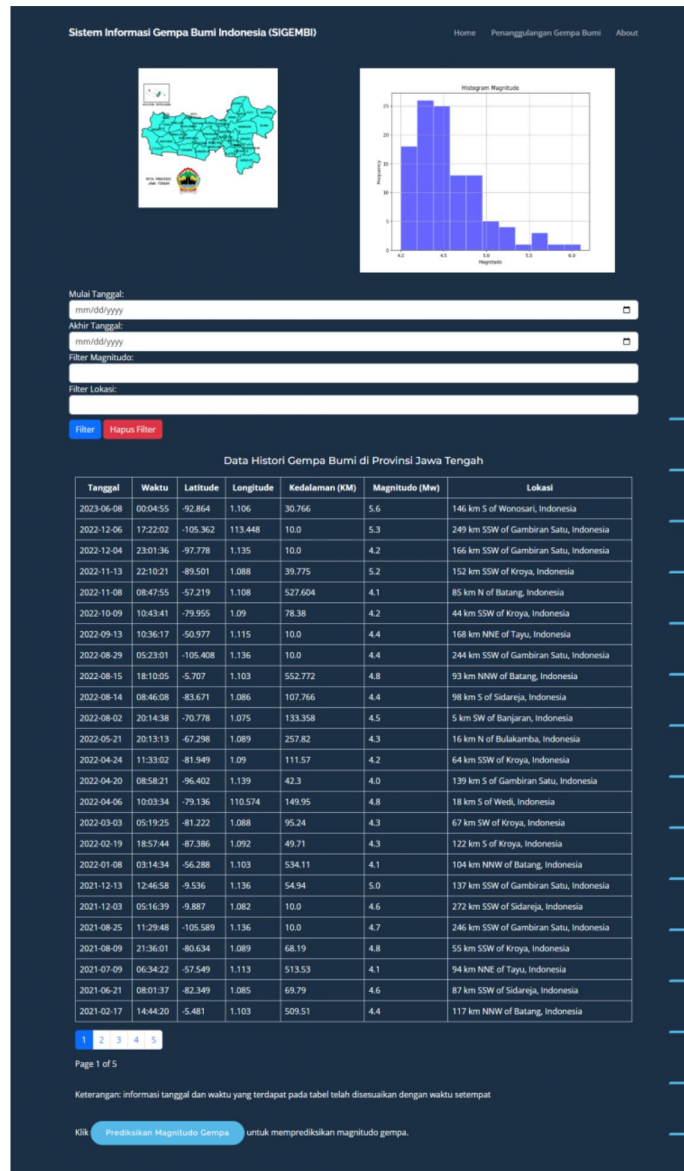 Sistem Informasi Gempa Bumi Indonesia (SIGEMBI)
Home Penanggulangan Gempa Bumi About
PETA PROVINSI
JAWA TENGAH
Histogram Magnitudo
Frequency
25
20
15
10
5
0
4.0 4.5 5.0 5.5 6.0
Magnitudo
Mulai Tanggal:
mm/dd/yyyy
Akhir Tanggal:
mm/dd/yyyy
Filter Magnitudo:
Filter Lokasi:
Filter Hapus Filter
Data Histori Gempa Bumi di Provinsi Jawa Tengah
Tanggal Waktu Latitude Longitude Kedalaman (KM) Magnitudo (Mw) Lokasi
2023-06-08 00:04:55 -92.864 1.106 30.766 5.6 146 km S of Wonosari, Indonesia
2022-12-06 17:22:02 -105.362 113.448 10.0 5.3 249 km SSW of Gambiran Satu, Indonesia
2022-12-04 23:01:36 -97.778 1.135 10.0 4.2 166 km SSW of Gambiran Satu, Indonesia
2022-11-13 22:10:21 -89.501 1.088 39.775 5.2 152 km SSW of Kroya, Indonesia
2022-11-08 08:47:55 -57.219 1.108 527.604 4.1 85 km N of Batang, Indonesia
2022-10-09 10:43:41 -79.955 1.09 78.38 4.2 44 km SSW of Kroya, Indonesia
2022-09-13 10:36:17 -50.977 1.115 10.0 4.4 168 km NNE of Tayu, Indonesia
2022-08-29 05:23:01 -105.408 1.136 10.0 4.4 244 km SSW of Gambiran Satu, Indonesia
2022-08-15 18:10:05 -5.707 1.103 552.772 4.8 93 km NNW of Batang, Indonesia
2022-08-14 08:46:08 -83.671 1.086 107.766 4.4 98 km S of Sidareja, Indonesia
2022-08-02 20:14:38 -70.778 1.075 133.358 4.5 5 km SW of Banjaran, Indonesia
2022-05-21 20:13:13 -67.298 1.089 257.82 4.3 16 km N of Bulakamba, Indonesia
2022-04-24 11:33:02 -81.949 1.09 111.57 4.2 64 km SSW of Kroya, Indonesia
2022-04-20 08:58:21 -96.402 1.139 42.3 4.0 139 km S of Gambiran Satu, Indonesia
2022-04-06 10:03:34 -79.136 110.574 149.95 4.8 18 km S of Wedi, Indonesia
2022-03-03 05:19:25 -81.222 1.088 95.24 4.3 67 km SW of Kroya, Indonesia
2022-02-19 18:57:44 -87.386 1.092 49.71 4.3 122 km S of Kroya, Indonesia
2022-01-08 03:14:34 -56.288 1.103 534.11 4.1 104 km NNW of Batang, Indonesia
2021-12-13 12:46:58 -9.536 1.136 54.94 5.0 137 km SSW of Gambiran Satu, Indonesia
2021-12-03 05:16:39 -9.887 1.082 10.0 4.6 272 km SSW of Sidareja, Indonesia
2021-08-25 11:29:48 -105.589 1.136 10.0 4.7 246 km SSW of Gambiran Satu, Indonesia
2021-08-09 21:36:01 -80.634 1.089 68.19 4.8 55 km SSW of Kroya, Indonesia
2021-07-09 06:34:22 -57.549 1.113 513.53 4.1 94 km NNE of Tayu, Indonesia
2021-06-21 08:01:37 -82.349 1.085 69.79 4.6 87 km SSW of Sidareja, Indonesia
2021-02-17 14:44:20 -5.481 1.103 509.51 4.4 117 km NNW of Batang, Indonesia
1 2 3 4 5
Page 1 of 5
Keterangan: informasi tanggal dan waktu yang terdapat pada tabel telah disesuaikan dengan waktu setempat
Klik Prediksikan Magnitudo Gempa untuk memprediksikan magnitudo gempa.